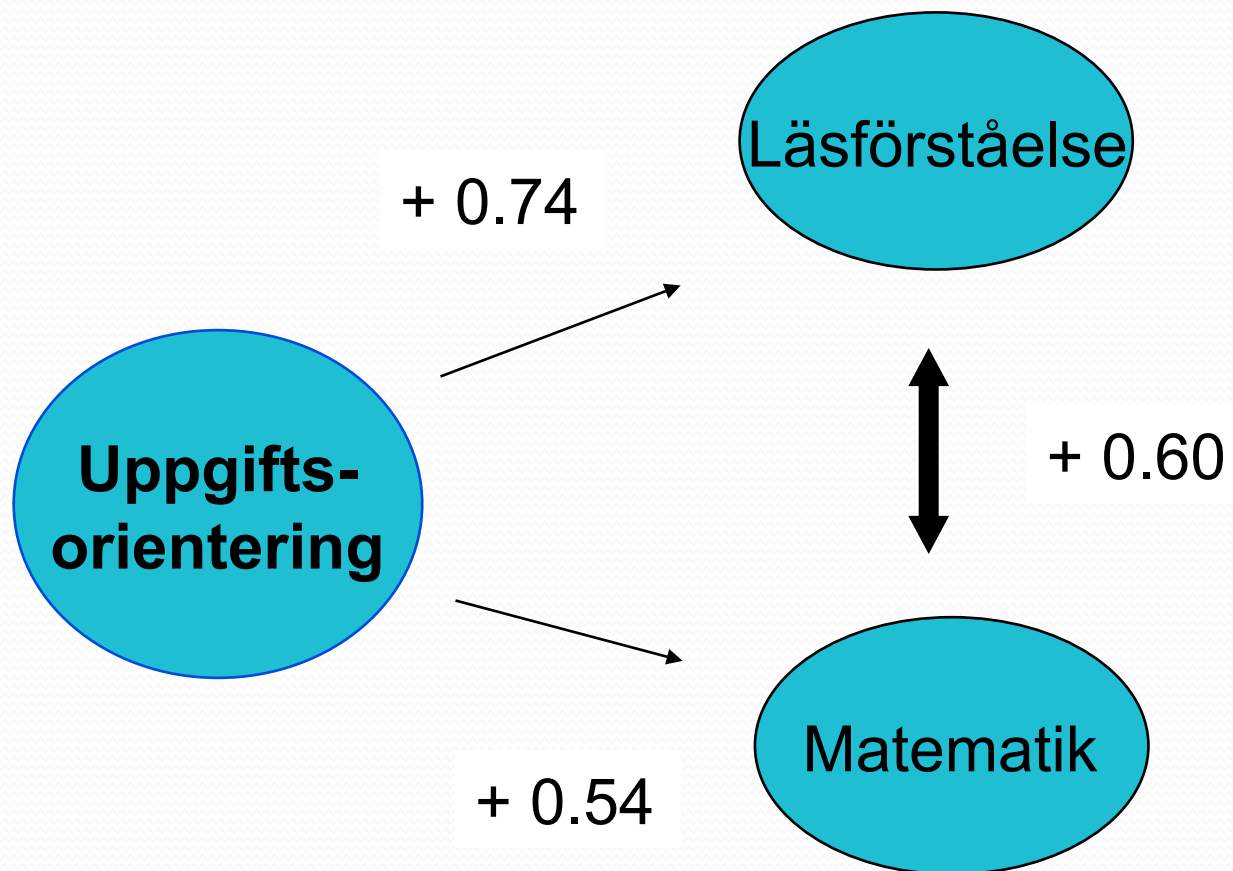 Läsförståelse
+ 0.74
Uppgifts-
orientering
+ 0.60
Matematik
+ 0.54